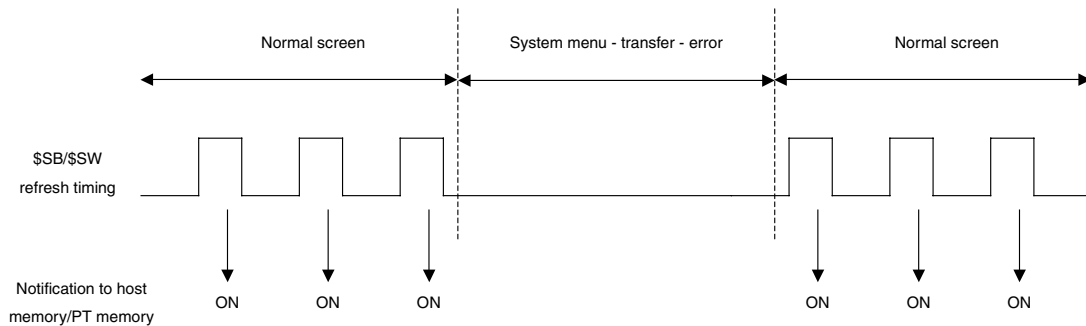 Normal screen
System menu - transfer - error
Normal screen
$SB/$SW
refresh timing
Notification to host
memory/PT memory
ON
ON
ON
ON
ON
ON